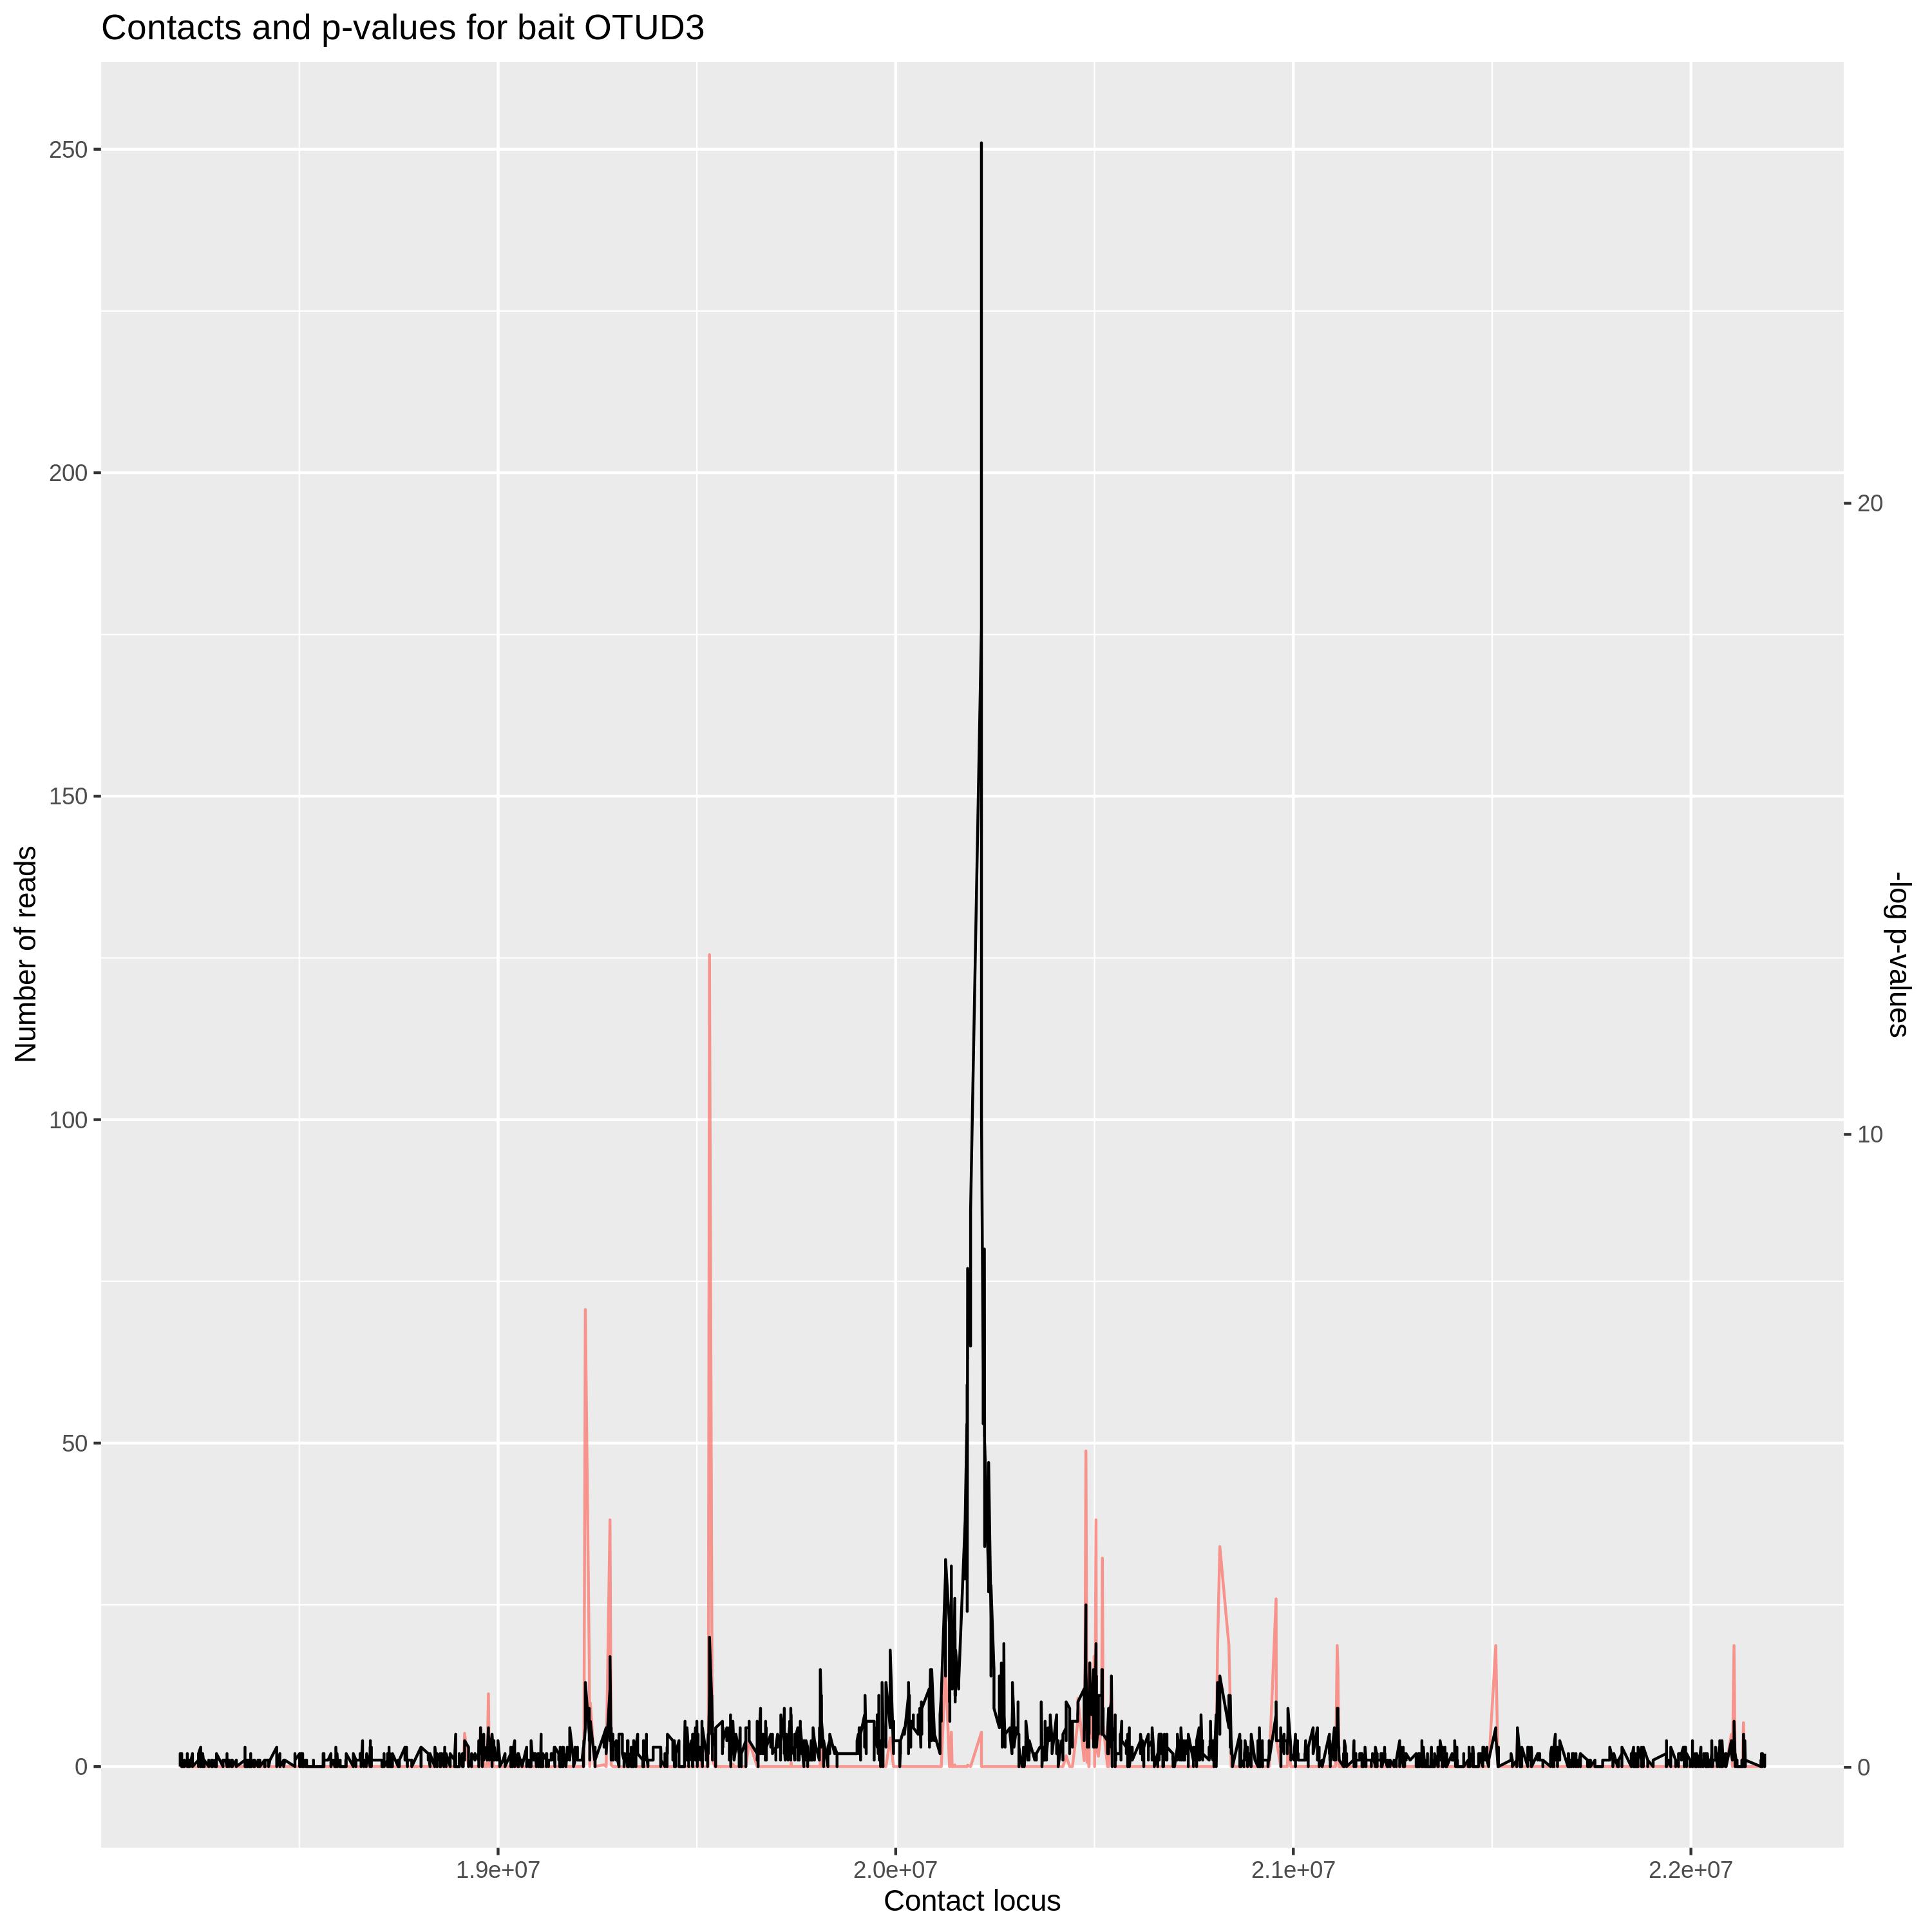 Contacts and p-values for bait OTUD3
250
200
150
100
50
0
Number of reads
20
10
0
-log p-values
1.9e+07
2.0e+07
2.1e+07
2.2e+07
Contact locus